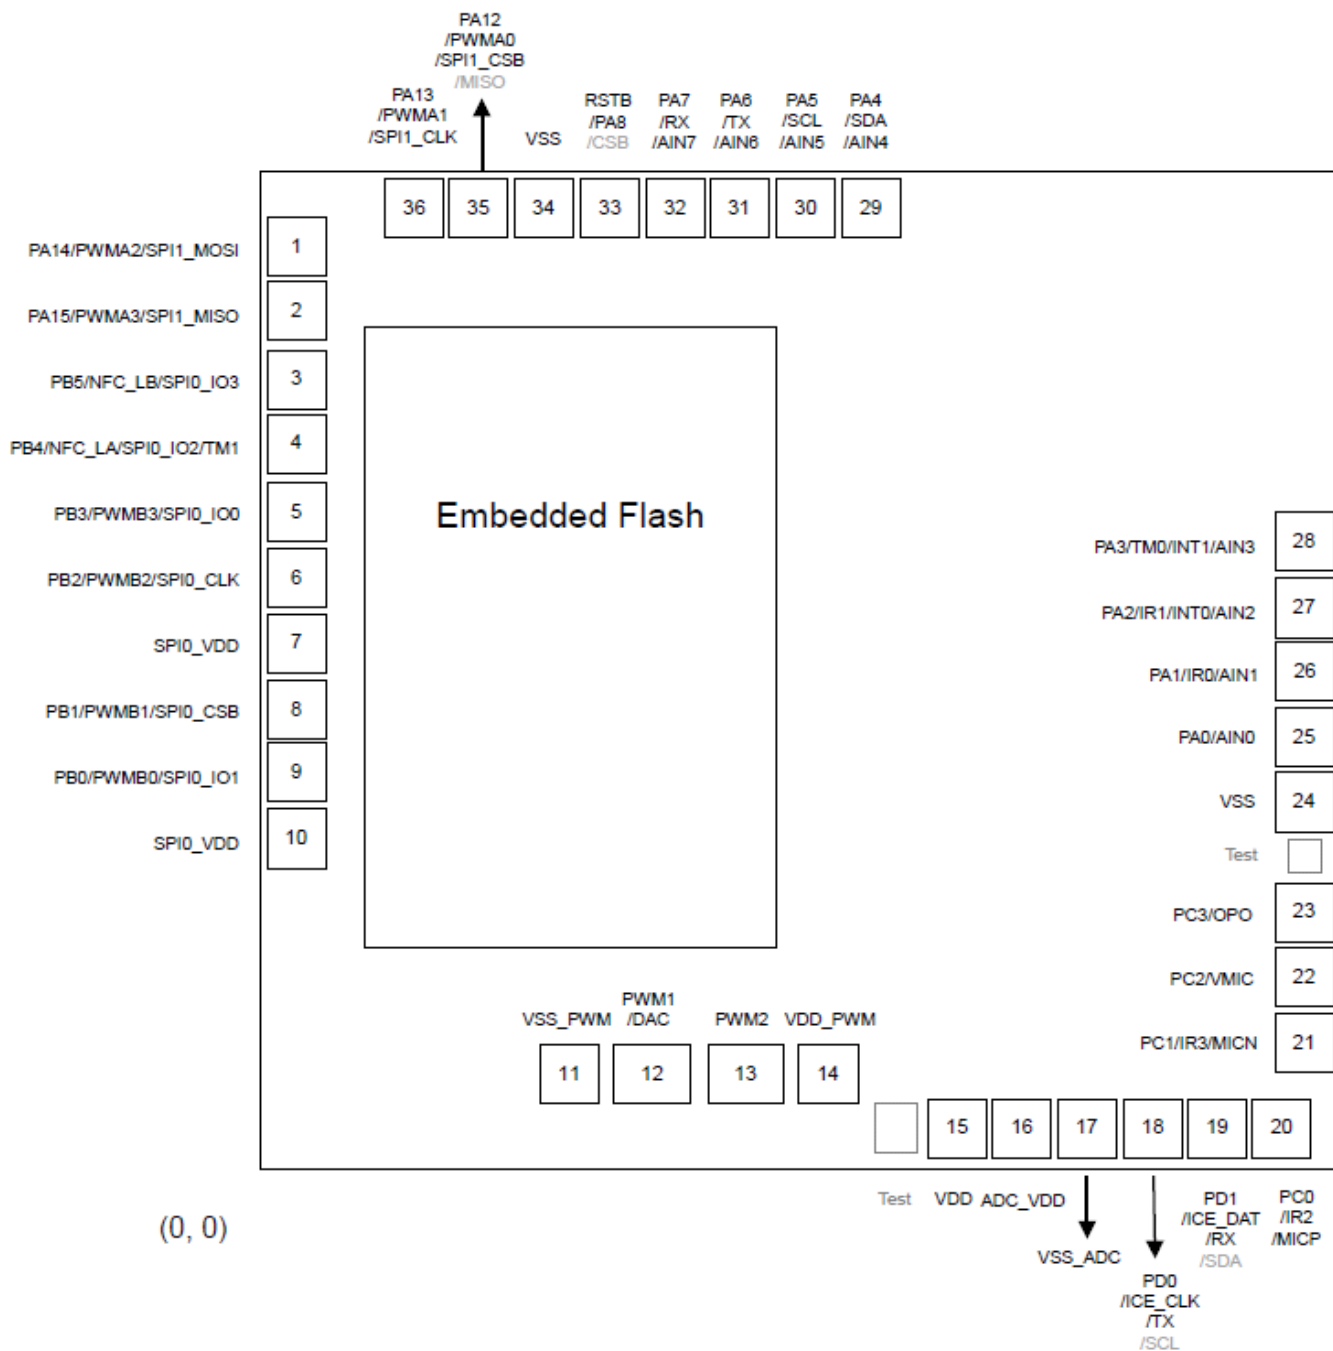 PA12
/PWMA0
/SPI1_CSB
/MISO
PA13
/PWMA1
/SPI1_CLK
VSS
RSTB
/PA8
/CSB
PA7
/RX
/AIN7
PA6
/TX
/AIN6
PA5
/SCL
/AIN5
PA4
/SDA
/AIN4
36 35 34 33 32 31 30 29
PA14/PWMA2/SPI1_MOSI 1
PA15/PWMA3/SPI1_MISO 2
PB5/NFC_LB/SPI0_IO3 3
PB4/NFC_LA/SPI0_IO2/TM1 4
PB3/PWMB3/SPI0_IO0 5
PB2/PWMB2/SPI0_CLK 6
SPI0_VDD 7
PB1/PWMB1/SPI0_CSB 8
PB0/PWMB0/SPI0_IO1 9
SPI0_VDD 10
Embedded Flash
PA3/TM0/INT1/AIN3 28
PA2/IR1/INT0/AIN2 27
PA1/IR0/AIN1 26
PA0/AIN0 25
VSS 24
Test
PC3/OPO 23
PC2/VMIC 22
PC1/IR3/MICN 21
VSS_PWM
PWM1
/DAC
PWM2
VDD_PWM
11 12 13 14
15 16 17 18 19 20
Test
VDD
ADC_VDD
VSS_ADC
PD0
/ICE_CLK
/TX
/SCL
PD1
/ICE_DAT
/RX
/SDA
PC0
/IR2
/MICP
(0, 0)